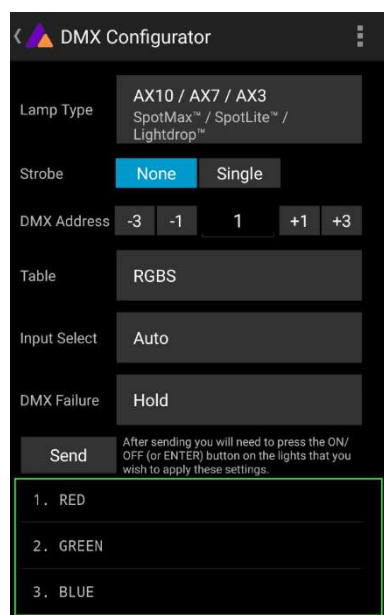 DMX Configurator
Lamp Type
AX10 / AX7 / AX3
SpotMax™ / SpotLite™ /
Lightdrop™
Strobe None Single
DMX Address -3 -1 1 +1 +3
Table RGBS
Input Select Auto
DMX Failure Hold
Send
After sending you will need to press the ON/
OFF (or ENTER) button on the lights that you
wish to apply these settings.
1. RED
2. GREEN
3. BLUE